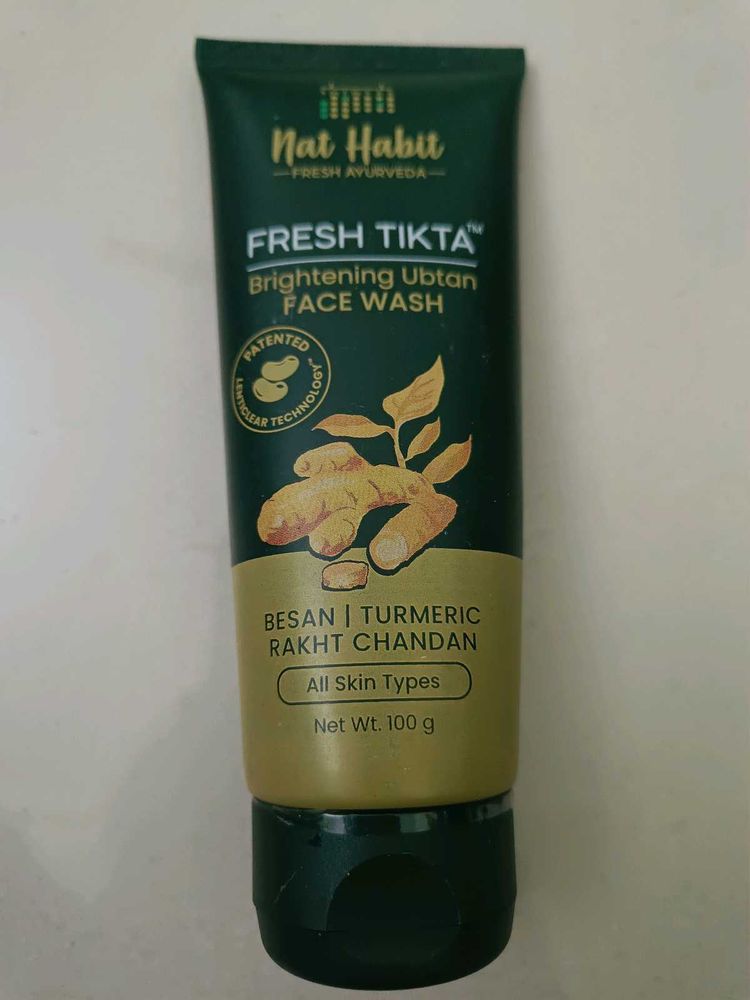 Nat Habit
FRESH AYURVEDA
FRESH TIKTA™
Brightening Ubtan
FACE WASH
PATENTED
LENTICLEAR TECHNOLOGY™
BESAN | TURMERIC
RAKHT CHANDAN
All Skin Types
Net Wt. 100 g